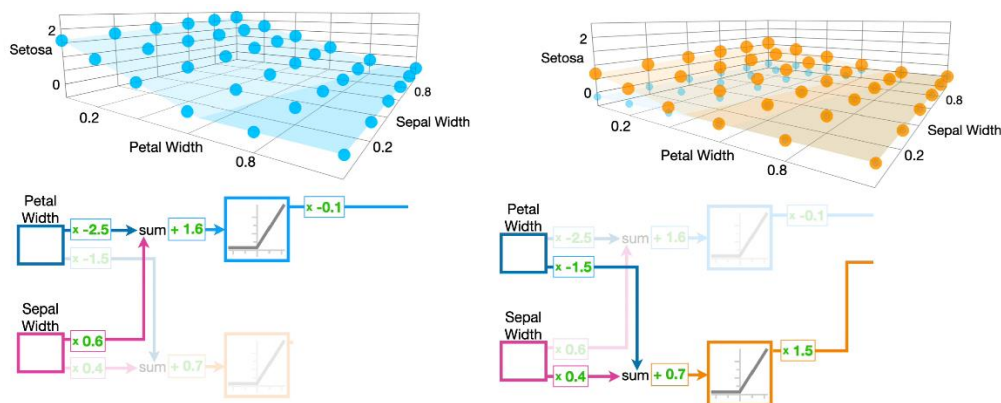 2
Setosa
0
0.2
Petal Width
0.8
0.2
Sepal Width
0.8
Petal
Width
x -2.5
sum
+ 1.6
x -0.1
x -1.5
Sepal
Width
x 0.6
x 0.4
sum
+ 0.7
2
Setosa
0
0.2
Petal Width
0.8
0.2
Sepal Width
0.8
Petal
Width
x -2.5
sum
+ 1.6
x -0.1
x -1.5
Sepal
Width
x 0.6
x 0.4
sum
+ 0.7
x 1.5